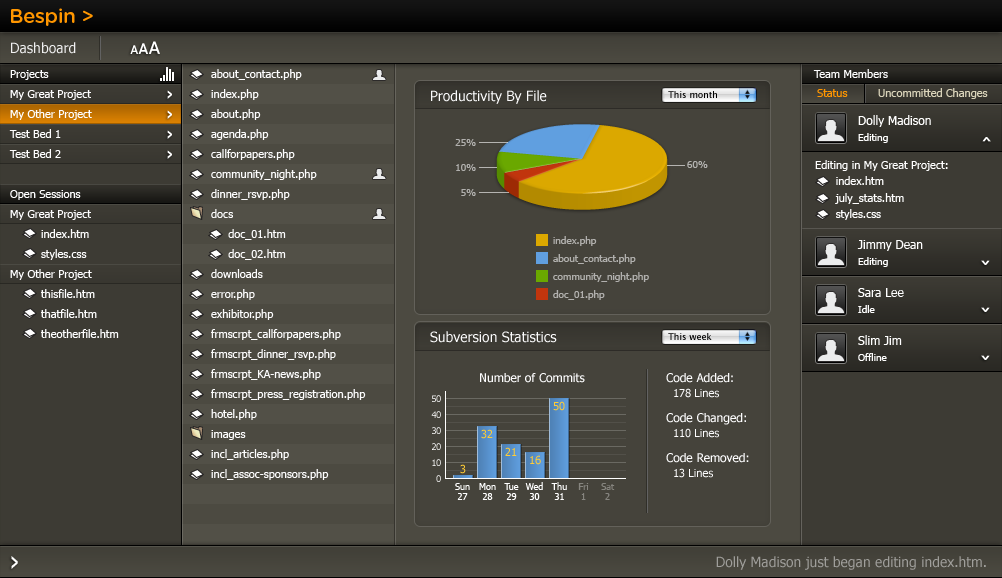 Bespin >
Dashboard
AAA
Projects
My Great Project
My Other Project
Test Bed 1
Test Bed 2
Open Sessions
My Great Project
index.htm
styles.css
My Other Project
thisfile.htm
thatfile.htm
theotherfile.htm
about_contact.php
index.php
about.php
agenda.php
callforpapers.php
community_night.php
dinner_rsvp.php
docs
doc_01.htm
doc_02.htm
downloads
error.php
exhibitor.php
frmscrpt_callforpapers.php
frmscrpt_dinner_rsvp.php
frmscrpt_KA-news.php
frmscrpt_press_registration.php
hotel.php
images
incl_articles.php
incl_assoc-sponsors.php
Productivity By File
This month
25%
10%
5%
60%
index.php
about_contact.php
community_night.php
doc_01.php
Subversion Statistics
This week
Number of Commits
50
40
30
20
10
0
3
32
21
16
50
Sun Mon Tue Wed Thu Fri Sat
27 28 29 30 31 1 2
Code Added:
178 Lines
Code Changed:
110 Lines
Code Removed:
13 Lines
Team Members
Status Uncommitted Changes
Dolly Madison
Editing
Editing in My Great Project:
index.htm
july_stats.htm
styles.css
Jimmy Dean
Editing
Sara Lee
Idle
Slim Jim
Offline
Dolly Madison just began editing index.htm.